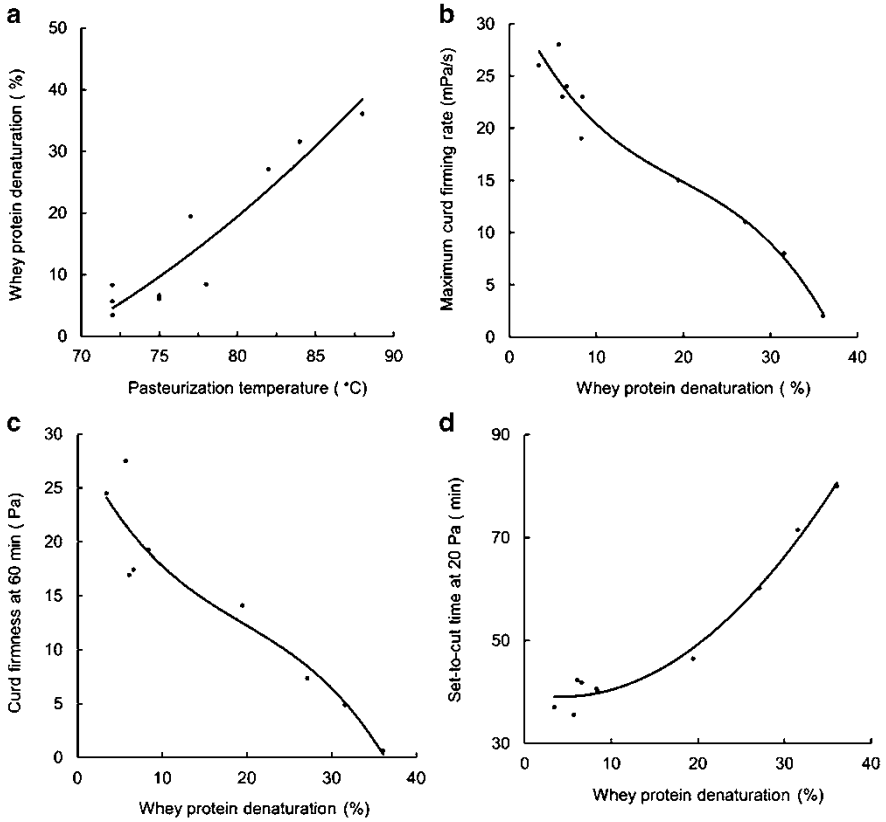 a
Whey protein denaturation ( %)
50
40
30
20
10
0
70 75 80 85 90
Pasteurization temperature ( °C)
b
Maximum curd firming rate (mPa/s)
30
25
20
15
10
5
0
0 10 20 30 40
Whey protein denaturation ( %)
c
Curd firmness at 60 min ( Pa)
30
25
20
15
10
5
0
0 10 20 30 40
Whey protein denaturation (%)
d
Set-to-cut time at 20 Pa ( min)
90
70
50
30
0 10 20 30 40
Whey protein denaturation (%)